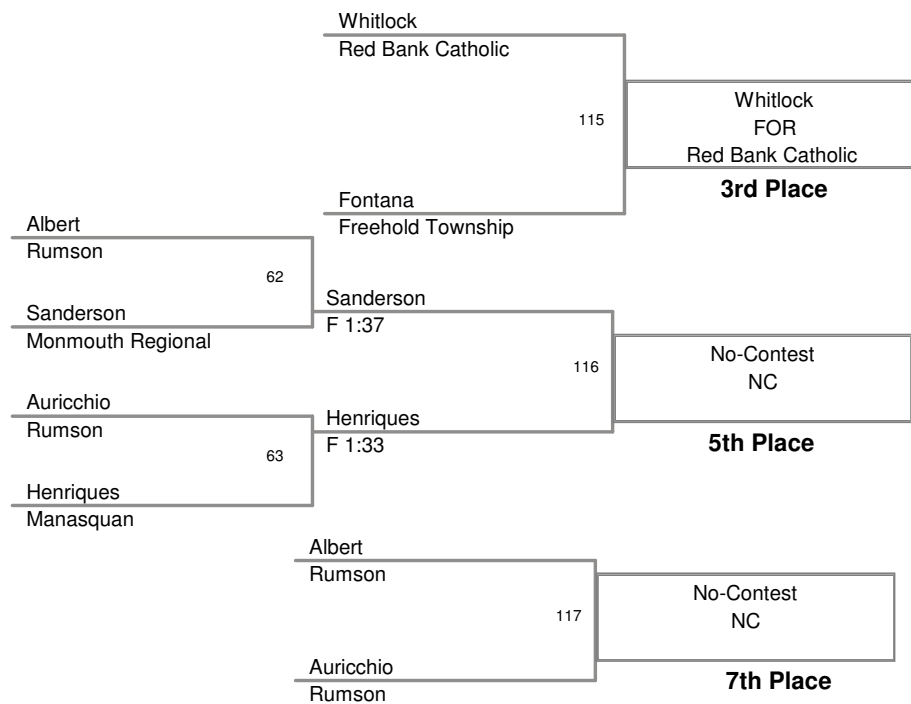 Whitlock
Red Bank Catholic
115
Whitlock
FOR
Red Bank Catholic
3rd Place
Fontana
Freehold Township
Albert
Rumson
62
Sanderson
Monmouth Regional
Sanderson
F 1:37
116
No-Contest
NC
5th Place
Auricchio
Rumson
63
Henriques
F 1:33
Henriques
Manasquan
Albert
Rumson
117
No-Contest
NC
7th Place
Auricchio
Rumson